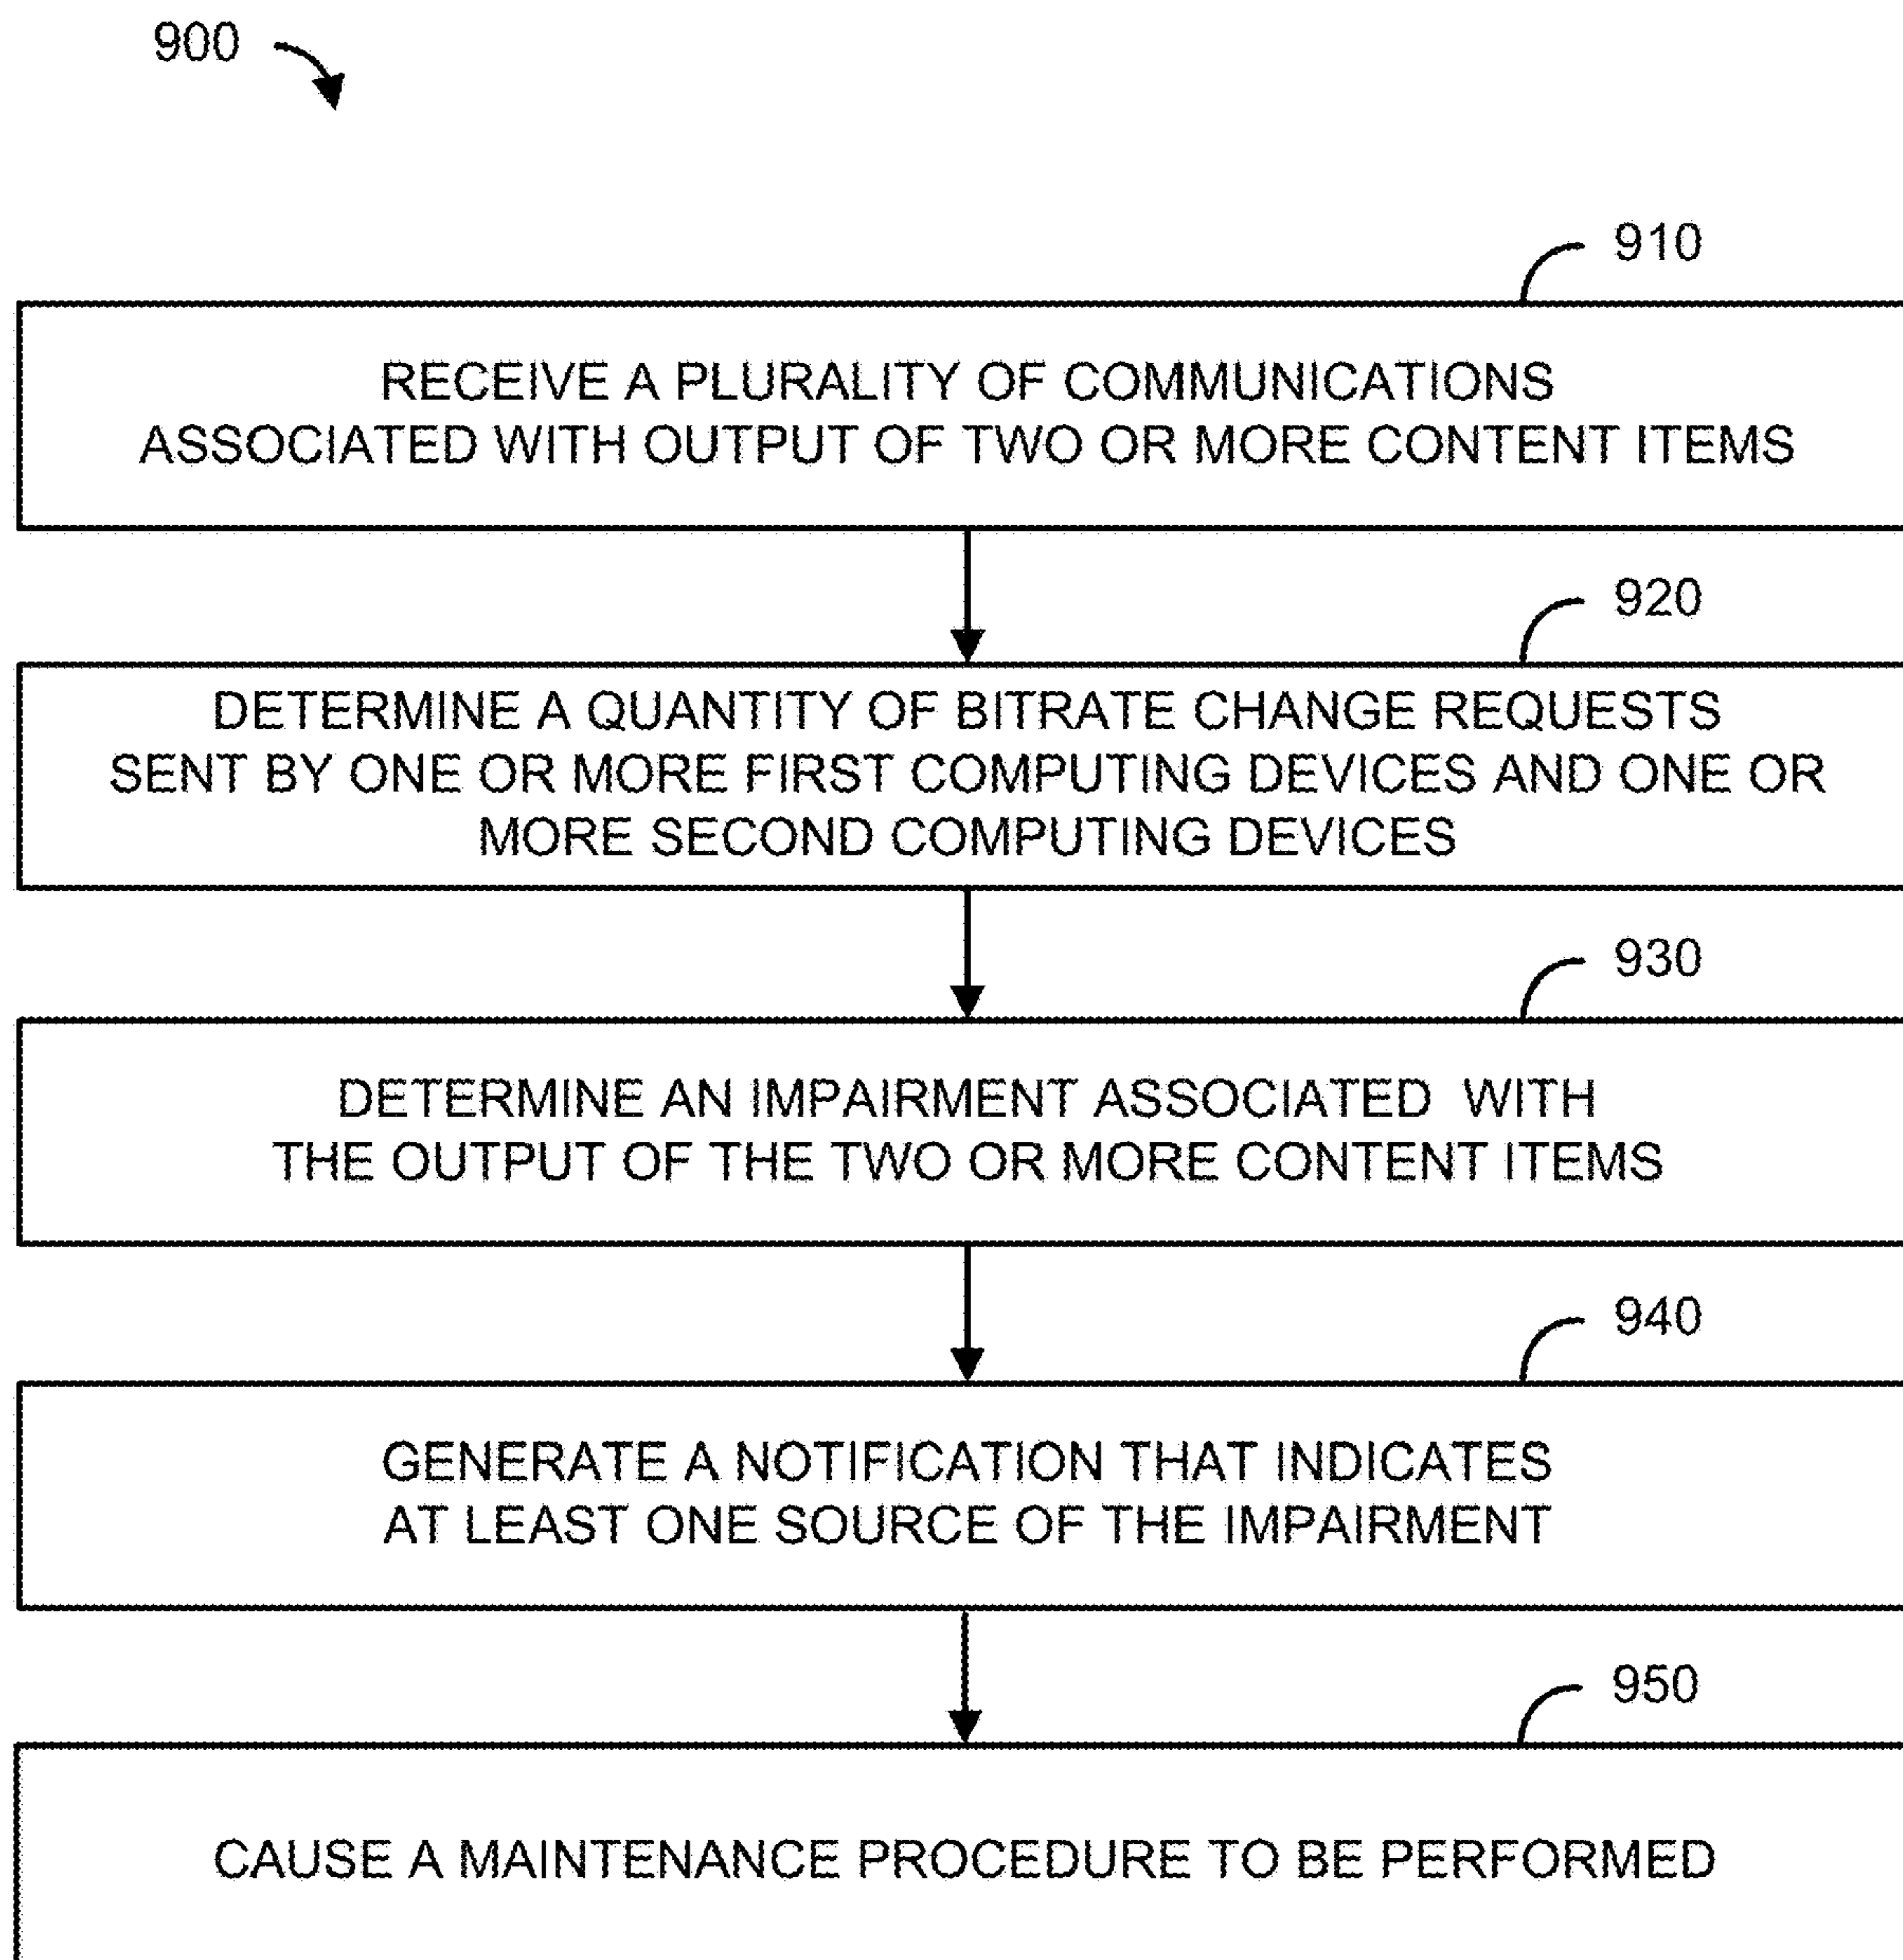 900
910
RECEIVE A PLURALITY OF COMMUNICATIONS
ASSOCIATED WITH OUTPUT OF TWO OR MORE CONTENT ITEMS
920
DETERMINE A QUANTITY OF BITRATE CHANGE REQUESTS
SENT BY ONE OR MORE FIRST COMPUTING DEVICES AND ONE OR
MORE SECOND COMPUTING DEVICES
930
DETERMINE AN IMPAIRMENT ASSOCIATED WITH
THE OUTPUT OF THE TWO OR MORE CONTENT ITEMS
940
GENERATE A NOTIFICATION THAT INDICATES
AT LEAST ONE SOURCE OF THE IMPAIRMENT
950
CAUSE A MAINTENANCE PROCEDURE TO BE PERFORMED